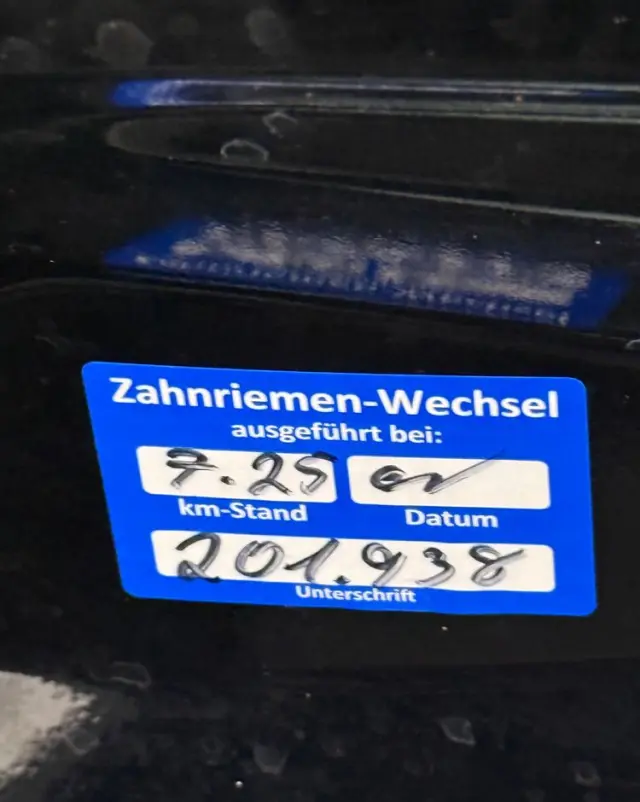 Zahnriemen-Wechsel
ausgeführt bei:
7.25
km-Stand Datum
201.938
Unterschrift